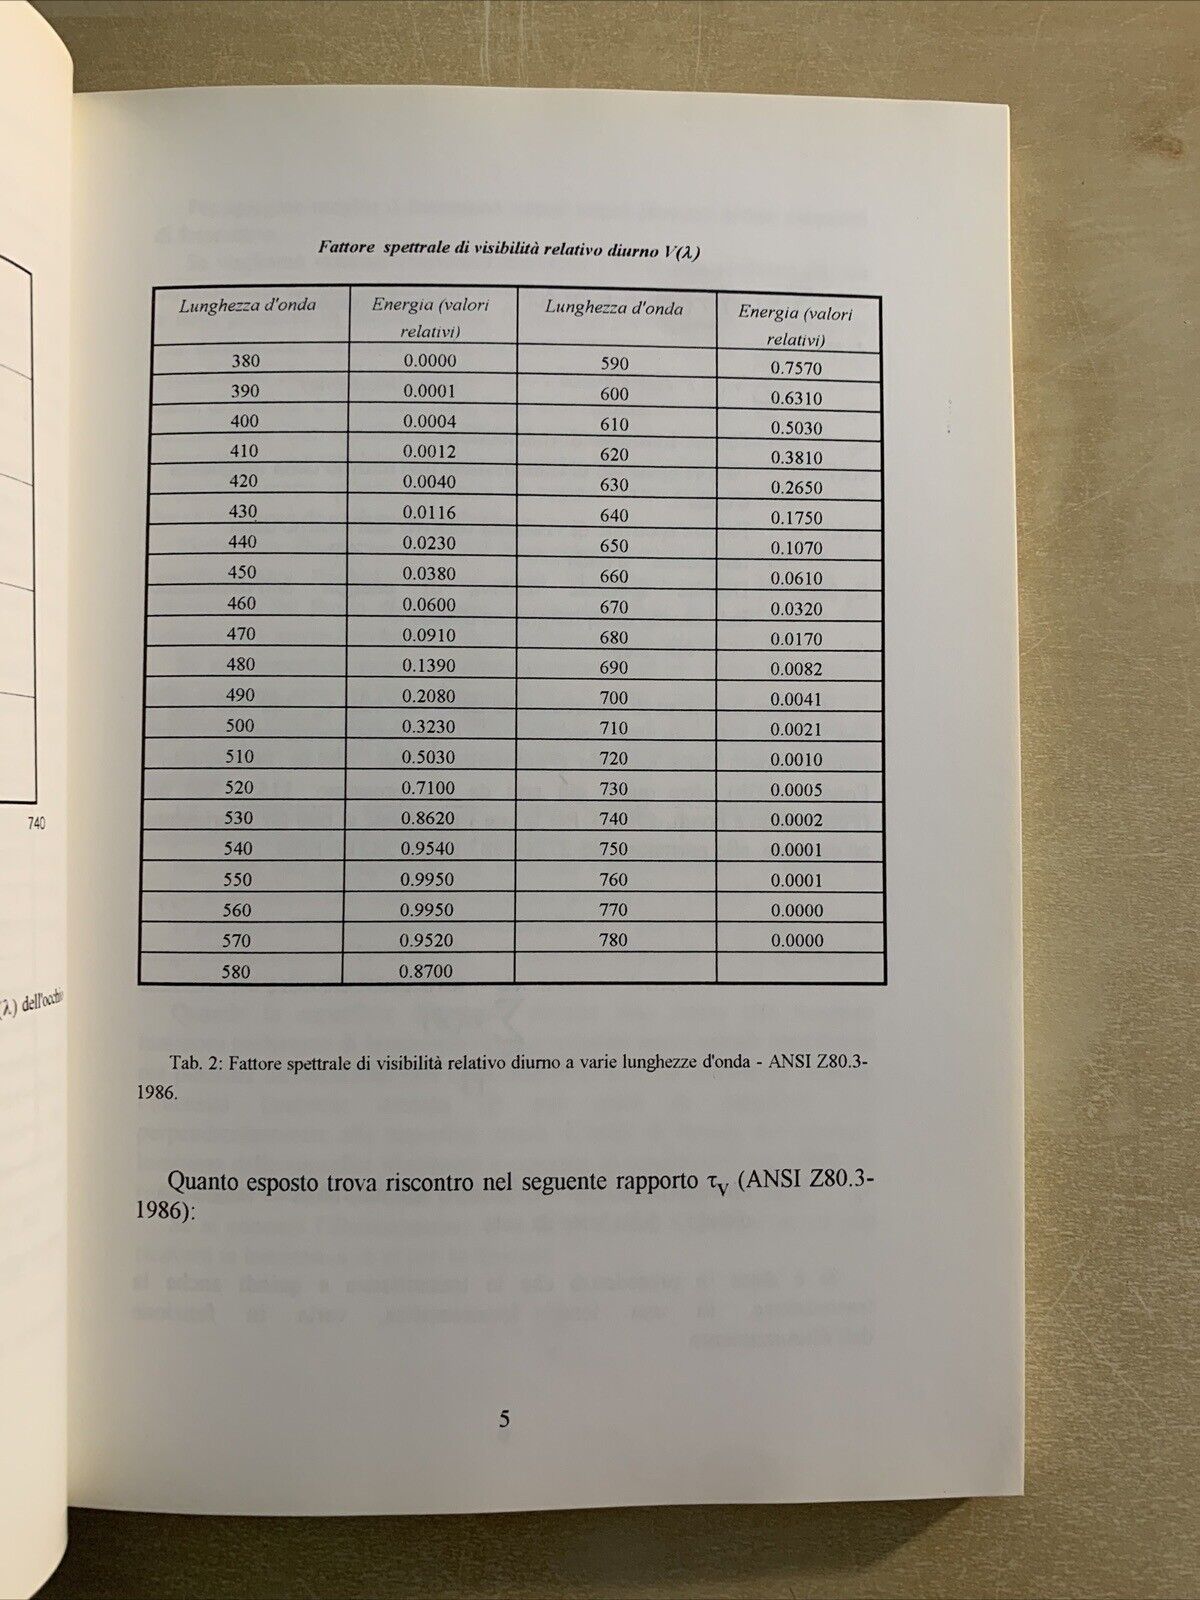 740
(λ) dell'occhio
Fattore spettrale di visibilità relativo diurno V(λ)
Lunghezza d'onda Energia (valori relativi) Lunghezza d'onda Energia (valori relativi)
380 0.0000 590 0.7570
390 0.0001 600 0.6310
400 0.0004 610 0.5030
410 0.0012 620 0.3810
420 0.0040 630 0.2650
430 0.0116 640 0.1750
440 0.0230 650 0.1070
450 0.0380 660 0.0610
460 0.0600 670 0.0320
470 0.0910 680 0.0170
480 0.1390 690 0.0082
490 0.2080 700 0.0041
500 0.3230 710 0.0021
510 0.5030 720 0.0010
520 0.7100 730 0.0005
530 0.8620 740 0.0002
540 0.9540 750 0.0001
550 0.9950 760 0.0001
560 0.9950 770 0.0000
570 0.9520 780 0.0000
580 0.8700
Tab. 2: Fattore spettrale di visibilità relativo diurno a varie lunghezze d'onda - ANSI Z80.3-
1986.
Quanto esposto trova riscontro nel seguente rapporto τv (ANSI Z80.3-
1986):
5